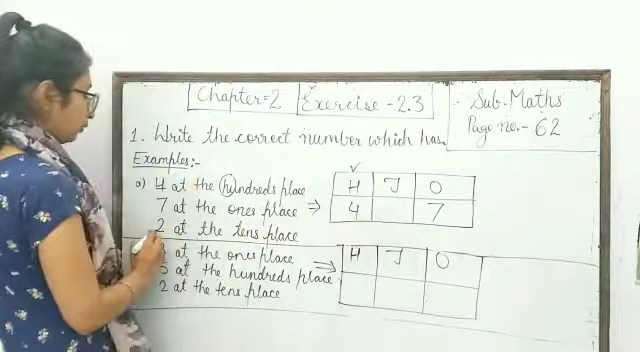 Chapter=2 Exercise - 2.3
Sub. Maths
Page no. - 62
1. Write the correct number which has.
Examples:-
a) 4 at the hundreds place
7 at the ones place ⇒
2 at the tens place
H T O
4 7
at the ones place ⇒
at the hundreds place
2 at the tens place
H T O